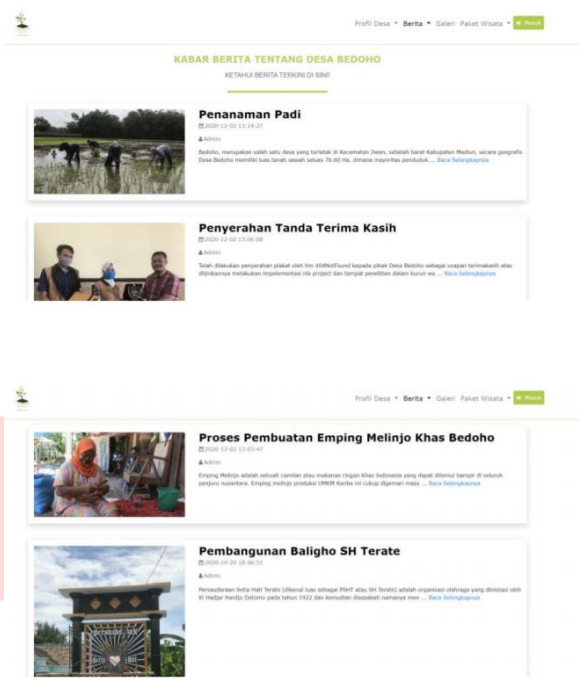 Profil Desa Berita Galeri Paket Wisata Masuk
KABAR BERITA TENTANG DESA BEDOHO
KETAHUI BERITA TERKINI DI SINI!
Penanaman Padi
2020-12-02 13:14:27
Admin
Bedoho, merupakan salah satu desa yang terletak di Kecamatan Jiwan, sebelah barat Kabupatan Madiun, secara geografis
Desa Bedoho memiliki luas tanah sawah seluas 76.60 Ha, dimana mayoritas penduduk ... Baca Selengkapnya
Penyerahan Tanda Terima Kasih
2020-12-02 13:06:08
Admin
Telah dilakukan penyerahan plakat oleh tim 404NotFound kepada pihak Desa Bedoho sebagai ucapan terimakasih atas
diijinkannya melakukan impelementasi ide project dan tempat penelitian dalam kurun wa ... Baca Selengkapnya
Profil Desa Berita Galeri Paket Wisata Masuk
Proses Pembuatan Emping Melinjo Khas Bedoho
2020-12-02 13:03:47
Admin
Emping Melinjo adalah sebuah camilan atau makanan ringan khas Indonesia yang dapat ditemui hampir di seluruh
penjuru nusantara. Emping melinjo produksi UMKM Karibe ini cukup digemari masy ... Baca Selengkapnya
Pembangunan Baligho SH Terate
2020-10-29 16:46:51
Admin
Persaudaraan Setia Hati Terate (dikenal luas sebagai PSHT atau SH Terate) adalah organisasi olahraga yang diinisiasi oleh
Ki Hadjar Hardjo Oetomo pada tahun 1922 dan kemudian disepakati namanya men ... Baca Selengkapnya